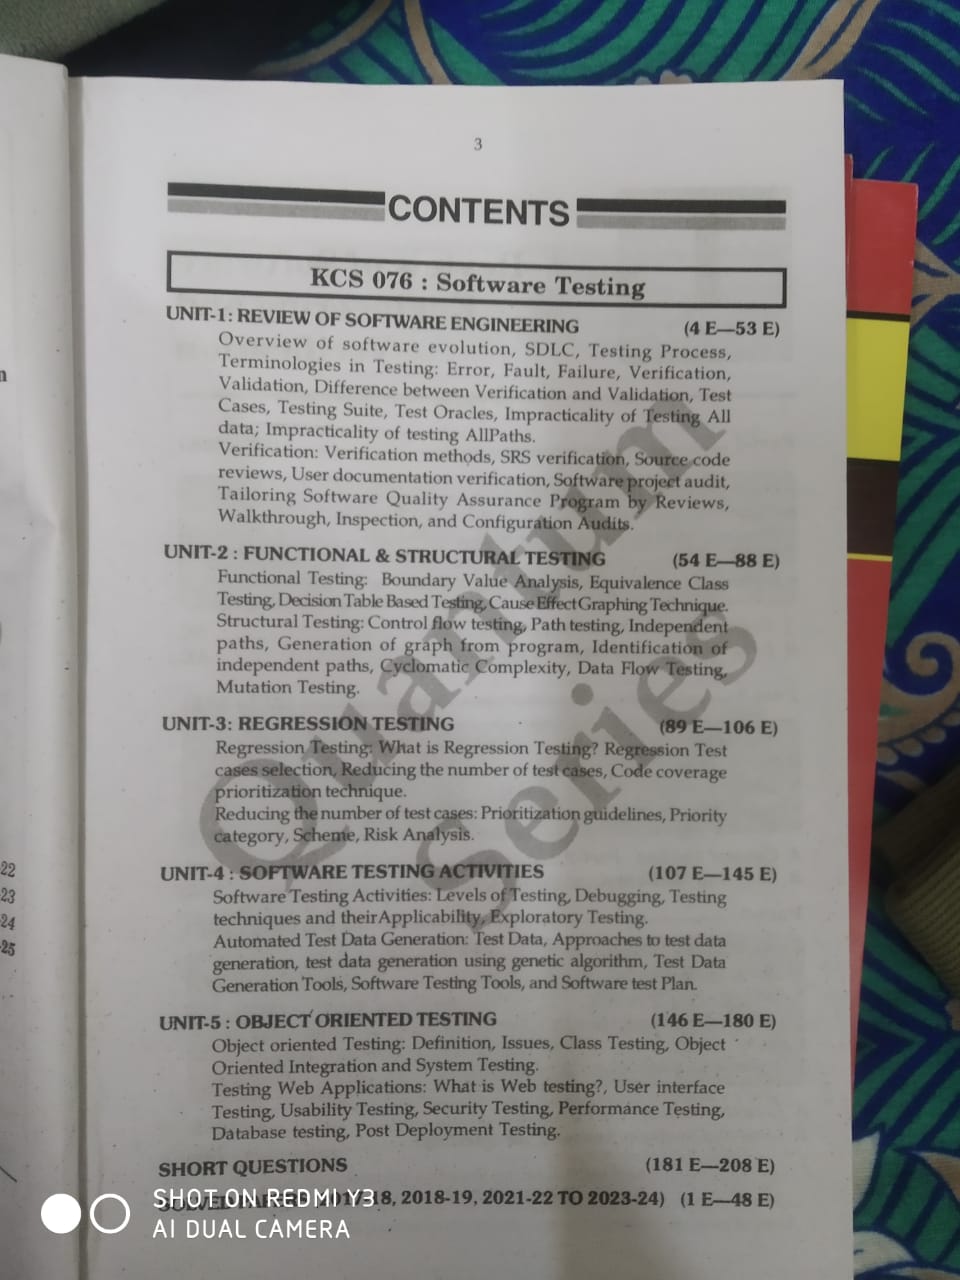 3
CONTENTS
KCS 076 : Software Testing
UNIT-1: REVIEW OF SOFTWARE ENGINEERING (4 E—53 E)
Overview of software evolution, SDLC, Testing Process,
Terminologies in Testing: Error, Fault, Failure, Verification,
Validation, Difference between Verification and Validation, Test
Cases, Testing Suite, Test Oracles, Impracticality of Testing All
data; Impracticality of testing AllPaths.
Verification: Verification methods, SRS verification, Source code
reviews, User documentation verification, Software project audit,
Tailoring Software Quality Assurance Program by Reviews,
Walkthrough, Inspection, and Configuration Audits.
UNIT-2 : FUNCTIONAL & STRUCTURAL TESTING (54 E—88 E)
Functional Testing: Boundary Value Analysis, Equivalence Class
Testing, Decision Table Based Testing, Cause Effect Graphing Technique.
Structural Testing: Control flow testing, Path testing, Independent
paths, Generation of graph from program, Identification of
independent paths, Cyclomatic Complexity, Data Flow Testing,
Mutation Testing.
UNIT-3: REGRESSION TESTING (89 E—106 E)
Regression Testing: What is Regression Testing? Regression Test
cases selection, Reducing the number of test cases, Code coverage
prioritization technique.
Reducing the number of test cases: Prioritization guidelines, Priority
category, Scheme, Risk Analysis.
UNIT-4 : SOFTWARE TESTING ACTIVITIES (107 E—145 E)
Software Testing Activities: Levels of Testing, Debugging, Testing
techniques and their Applicability, Exploratory Testing.
Automated Test Data Generation: Test Data, Approaches to test data
generation, test data generation using genetic algorithm, Test Data
Generation Tools, Software Testing Tools, and Software test Plan.
UNIT-5 : OBJECT ORIENTED TESTING (146 E—180 E)
Object oriented Testing: Definition, Issues, Class Testing, Object
Oriented Integration and System Testing.
Testing Web Applications: What is Web testing?, User interface
Testing, Usability Testing, Security Testing, Performance Testing,
Database testing, Post Deployment Testing.
SHORT QUESTIONS (181 E—208 E)
2018-19, 2021-22 TO 2023-24) (1 E—48 E)
Quantum
Series
n
-22
-23
-24
-25
SHOT ON REDMI Y3
AI DUAL CAMERA